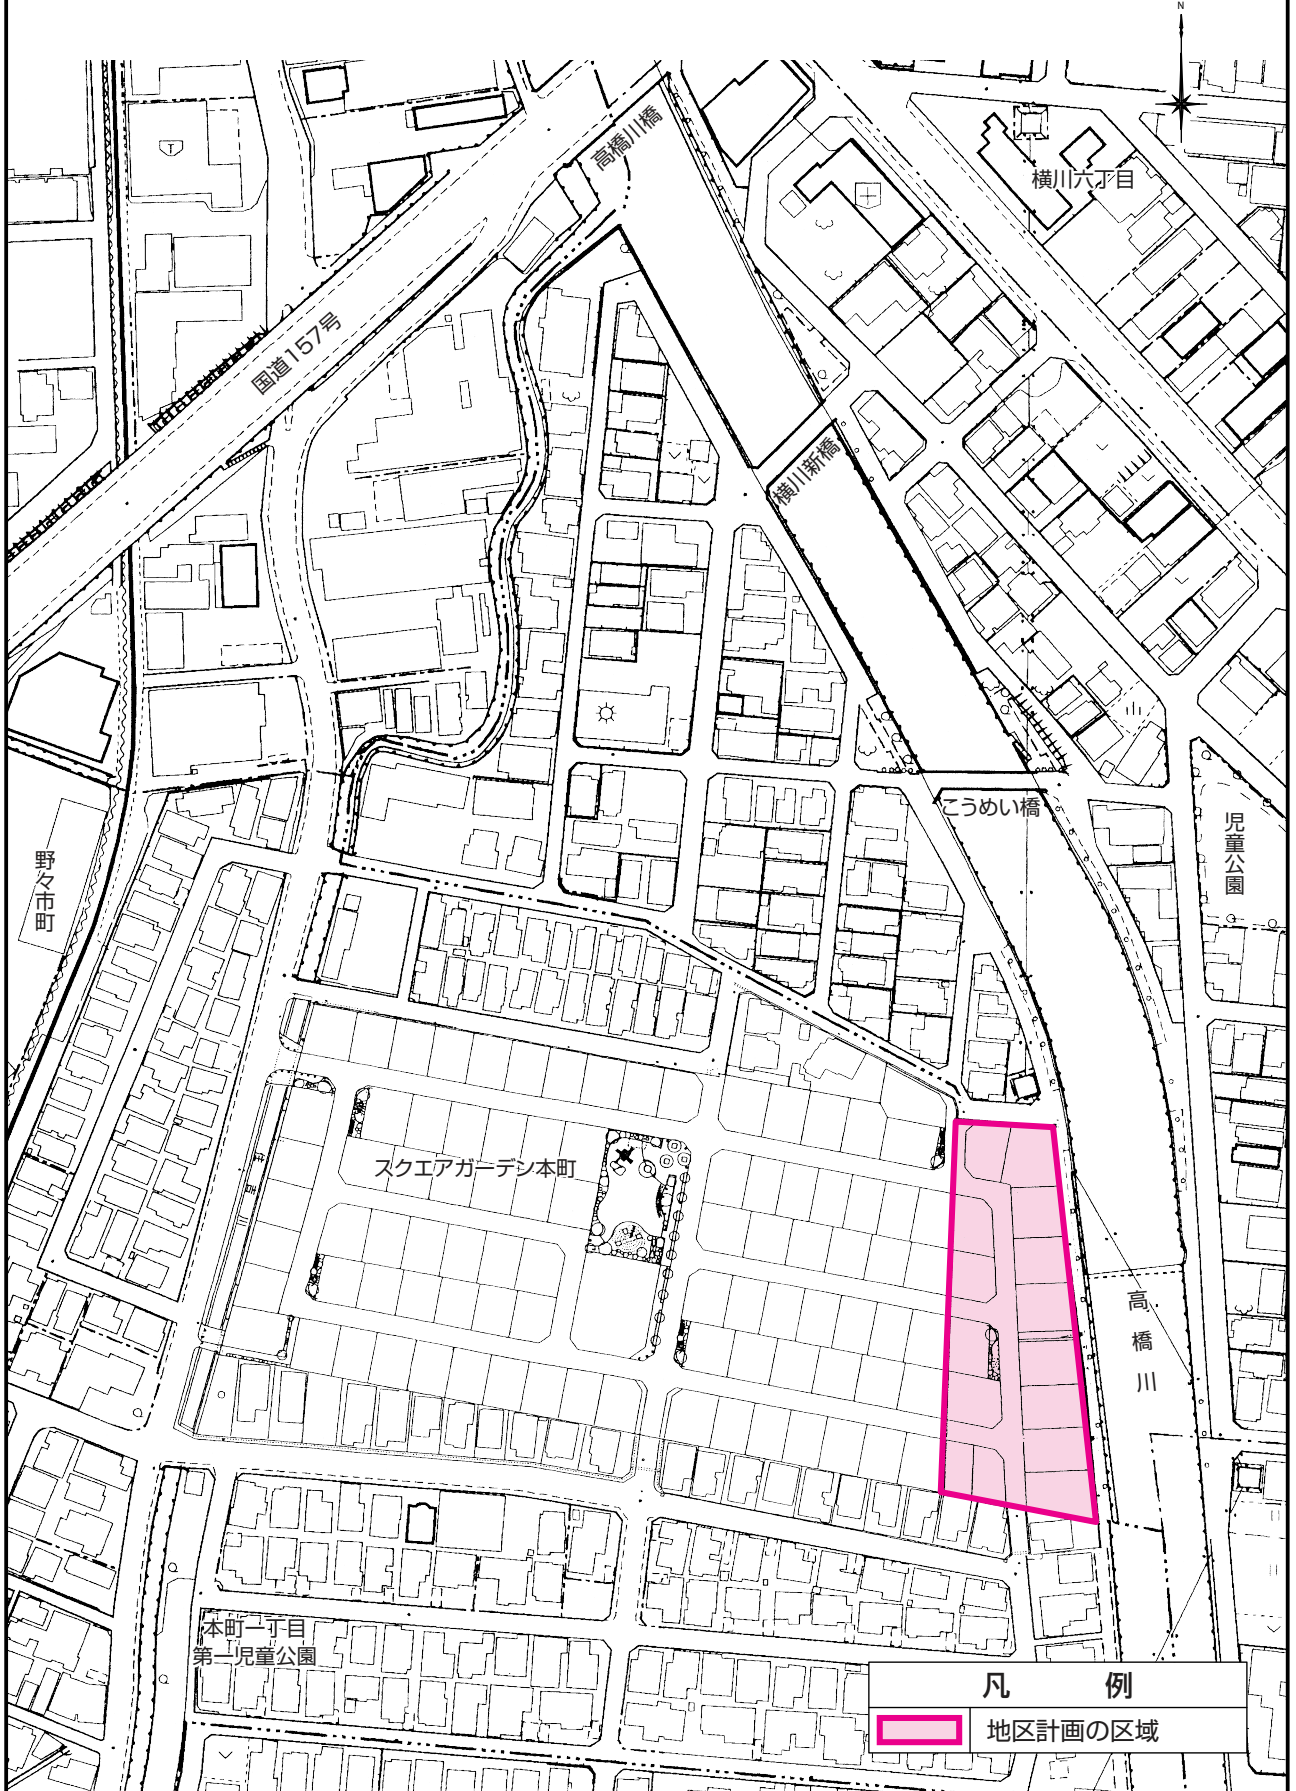 N
高橋川橋
横川六丁目
国道157号
横川新橋
こうめい橋
児童公園
野々市町
スクエアガーデン本町
高橋川
本町一丁目
第一児童公園
凡 例
地区計画の区域